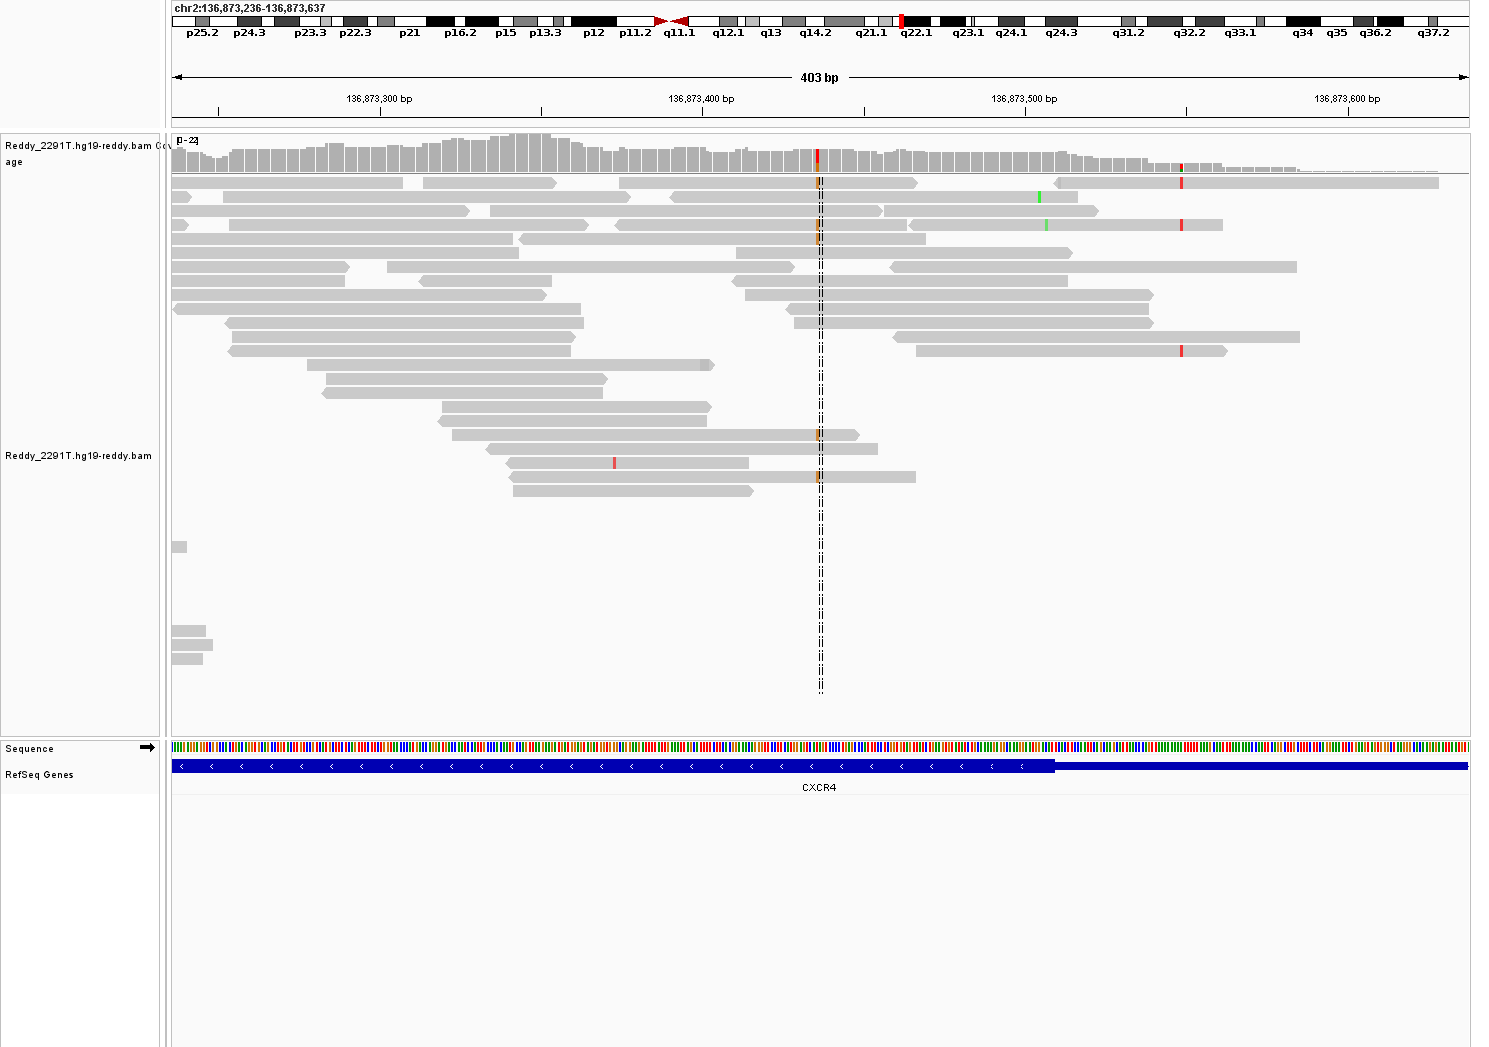 chr2:136,873,236-136,873,637
p25.2 p24.3 p23.3 p22.3 p21 p16.2 p15 p13.3 p12 p11.2 q11.1 q12.1 q13 q14.2 q21.1 q22.1 q23.1 q24.1 q24.3 q31.2 q32.2 q33.1 q34 q35 q36.2 q37.2
403 bp
136,873,300 bp 136,873,400 bp 136,873,500 bp 136,873,600 bp
[0 - 22]
Reddy_2291T.hg19-reddy.bam Cov
age
Reddy_2291T.hg19-reddy.bam
Sequence
RefSeq Genes
CXCR4